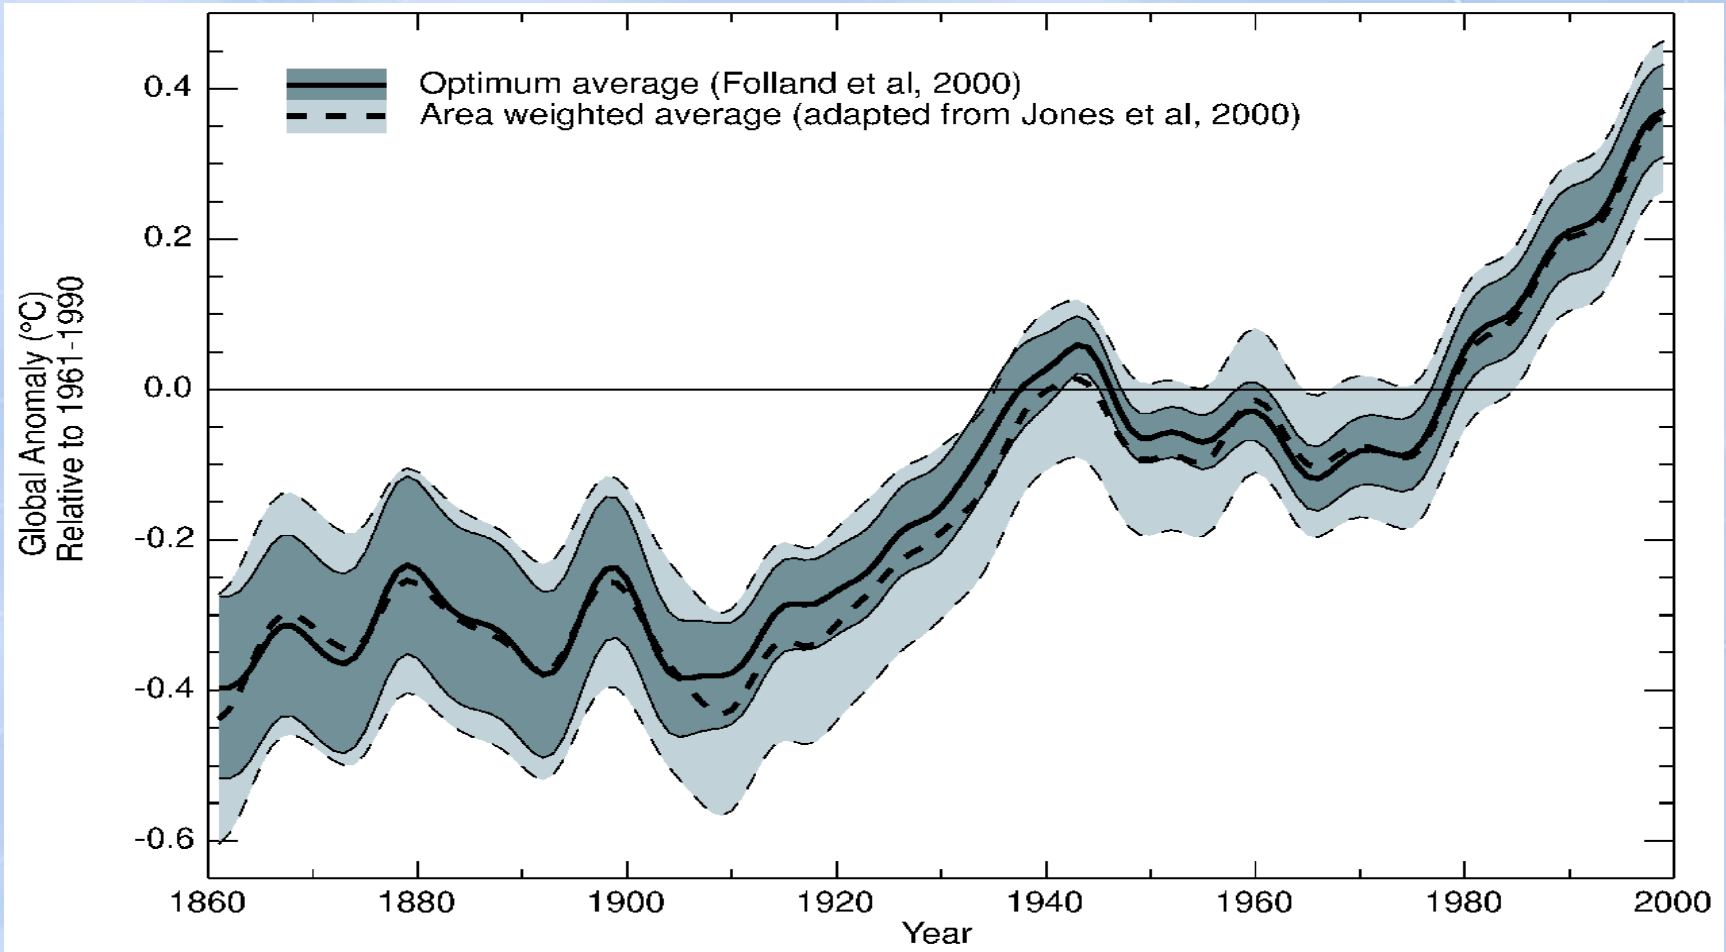 Optimum average (Folland et al, 2000)
Area weighted average (adapted from Jones et al, 2000)
Global Anomaly (°C)
Relative to 1961-1990
0.4
0.2
0.0
-0.2
-0.4
-0.6
1860 1880 1900 1920 1940 1960 1980 2000
Year